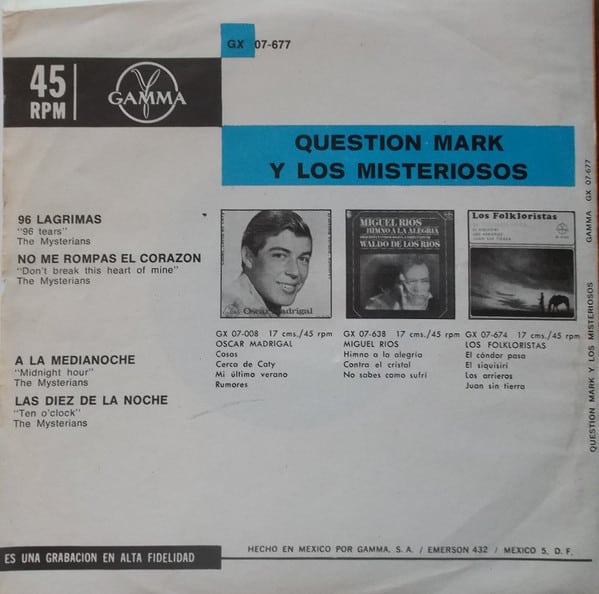 GX 07-677
45
RPM
GAMMA
QUESTION MARK
Y LOS MISTERIOSOS
96 LAGRIMAS
"96 tears"
The Mysterians
NO ME ROMPAS EL CORAZON
"Don't break this heart of mine"
The Mysterians
A LA MEDIANOCHE
"Midnight hour"
The Mysterians
LAS DIEZ DE LA NOCHE
"Ten o'clock"
The Mysterians
Oscar Madrigal
GX 07-008 17 cms./45 rpm
OSCAR MADRIGAL
Cosas
Cerca de Caty
Mi último verano
Rumores
MIGUEL RIOS
HIMNO A LA ALEGRIA
WALDO DE LOS RIOS
GX 07-638 17 cms./45 rpm
MIGUEL RIOS
Himno a la alegría
Contra el cristal
No sabes como sufrí
Los Folkloristas
GX 07-674 17 cms./45 rpm
LOS FOLKLORISTAS
El cóndor pasa
El siquisirí
Los arrieros
Juan sin tierra
QUESTION MARK Y LOS MISTERIOSOS GAMMA GX 07-677
ES UNA GRABACION EN ALTA FIDELIDAD
HECHO EN MEXICO POR GAMMA, S. A. / EMERSON 432 / MEXICO 5, D. F.